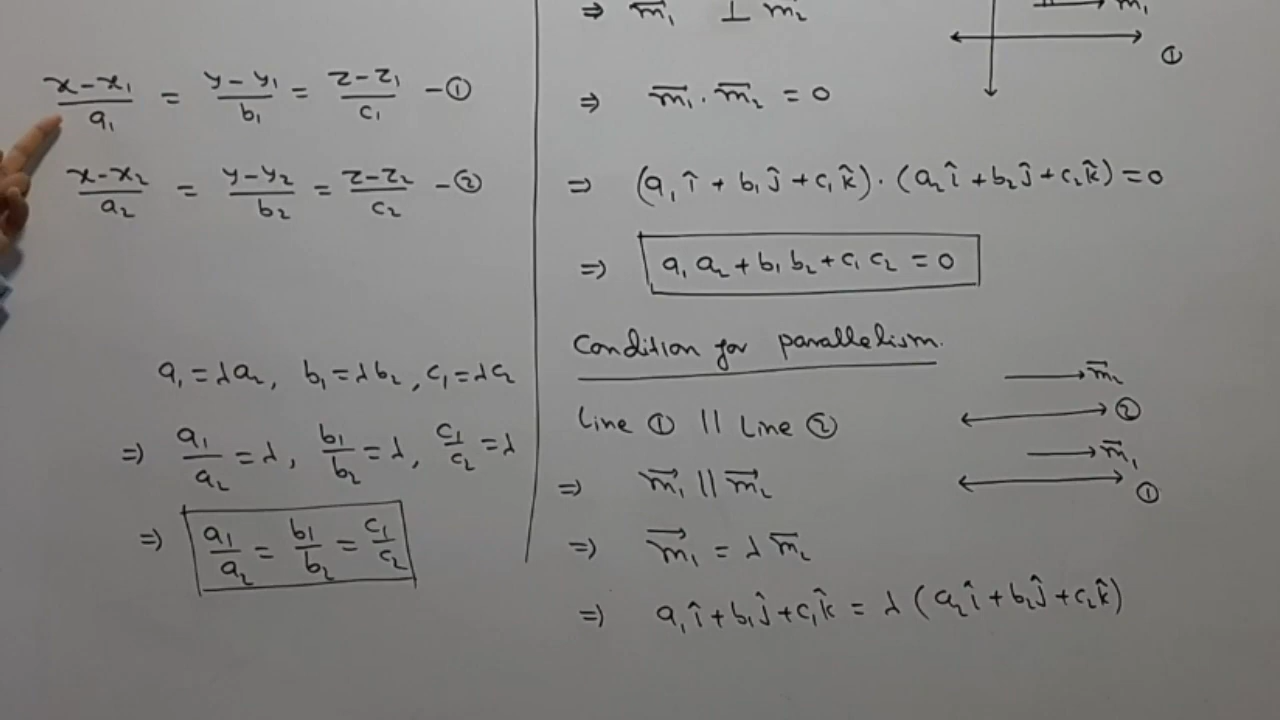 x-x₁/a₁ = y-y₁/b₁ = z-z₁/c₁ -①
x-x₂/a₂ = y-y₂/b₂ = z-z₂/c₂ -②
a₁=λa₂, b₁=λb₂, c₁=λc₂
⇒ a₁/a₂=λ, b₁/b₂=λ, c₁/c₂=λ
⇒ a₁/a₂ = b₁/b₂ = c₁/c₂
⇒ m⃗₁ ⊥ m⃗₂
m⃗₁
①
⇒ m⃗₁·m⃗₂ = 0
⇒ (a₁î + b₁ĵ + c₁k̂)·(a₂î + b₂ĵ + c₂k̂) = 0
⇒ a₁a₂ + b₁b₂ + c₁c₂ = 0
Condition for parallelism.
m⃗₂
②
m⃗₁
①
Line ① || Line ②
⇒ m⃗₁ || m⃗₂
⇒ m⃗₁ = λm⃗₂
⇒ a₁î + b₁ĵ + c₁k̂ = λ(a₂î + b₂ĵ + c₂k̂)